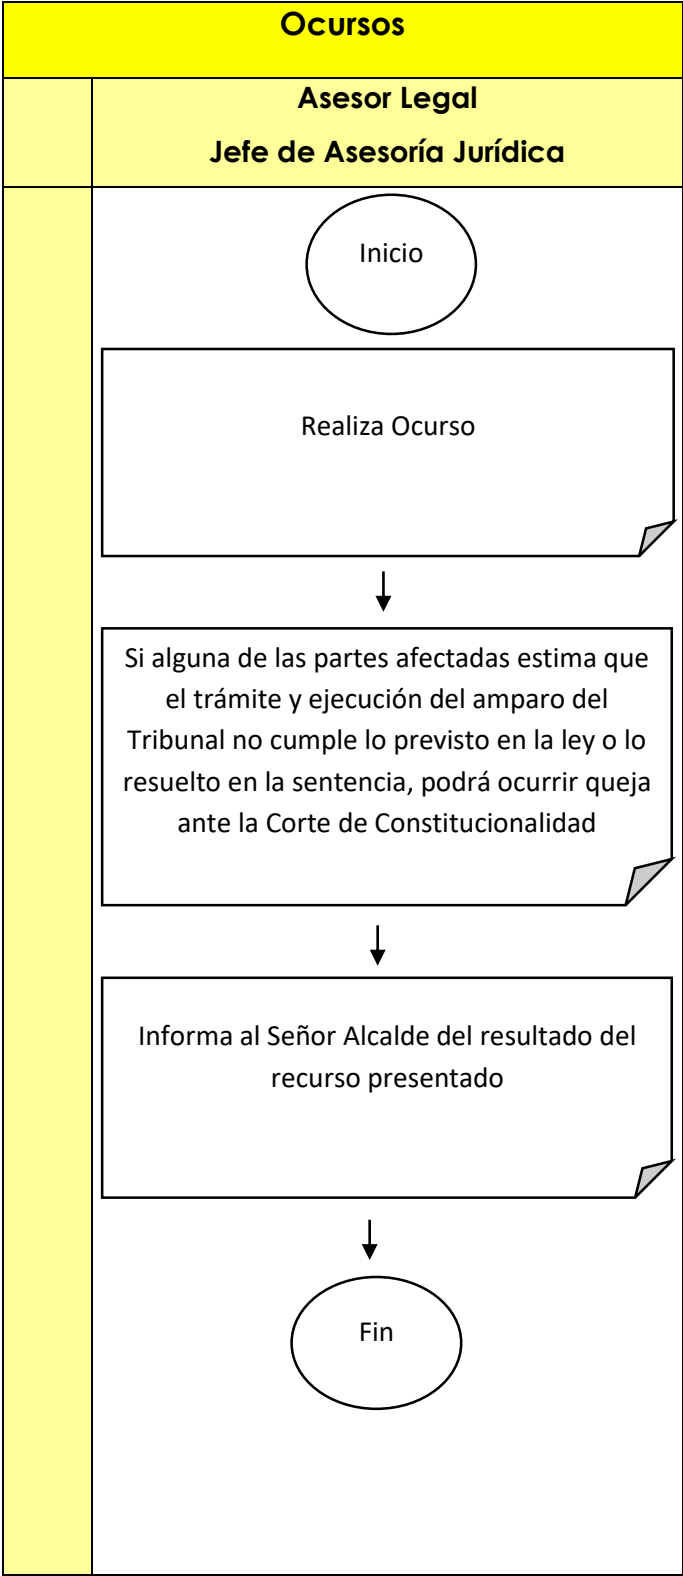 Ocursos
Asesor Legal
Jefe de Asesoría Jurídica
Inicio
Realiza Ocurso
Si alguna de las partes afectadas estima que
el trámite y ejecución del amparo del
Tribunal no cumple lo previsto en la ley o lo
resuelto en la sentencia, podrá ocurrir queja
ante la Corte de Constitucionalidad
Informa al Señor Alcalde del resultado del
recurso presentado
Fin